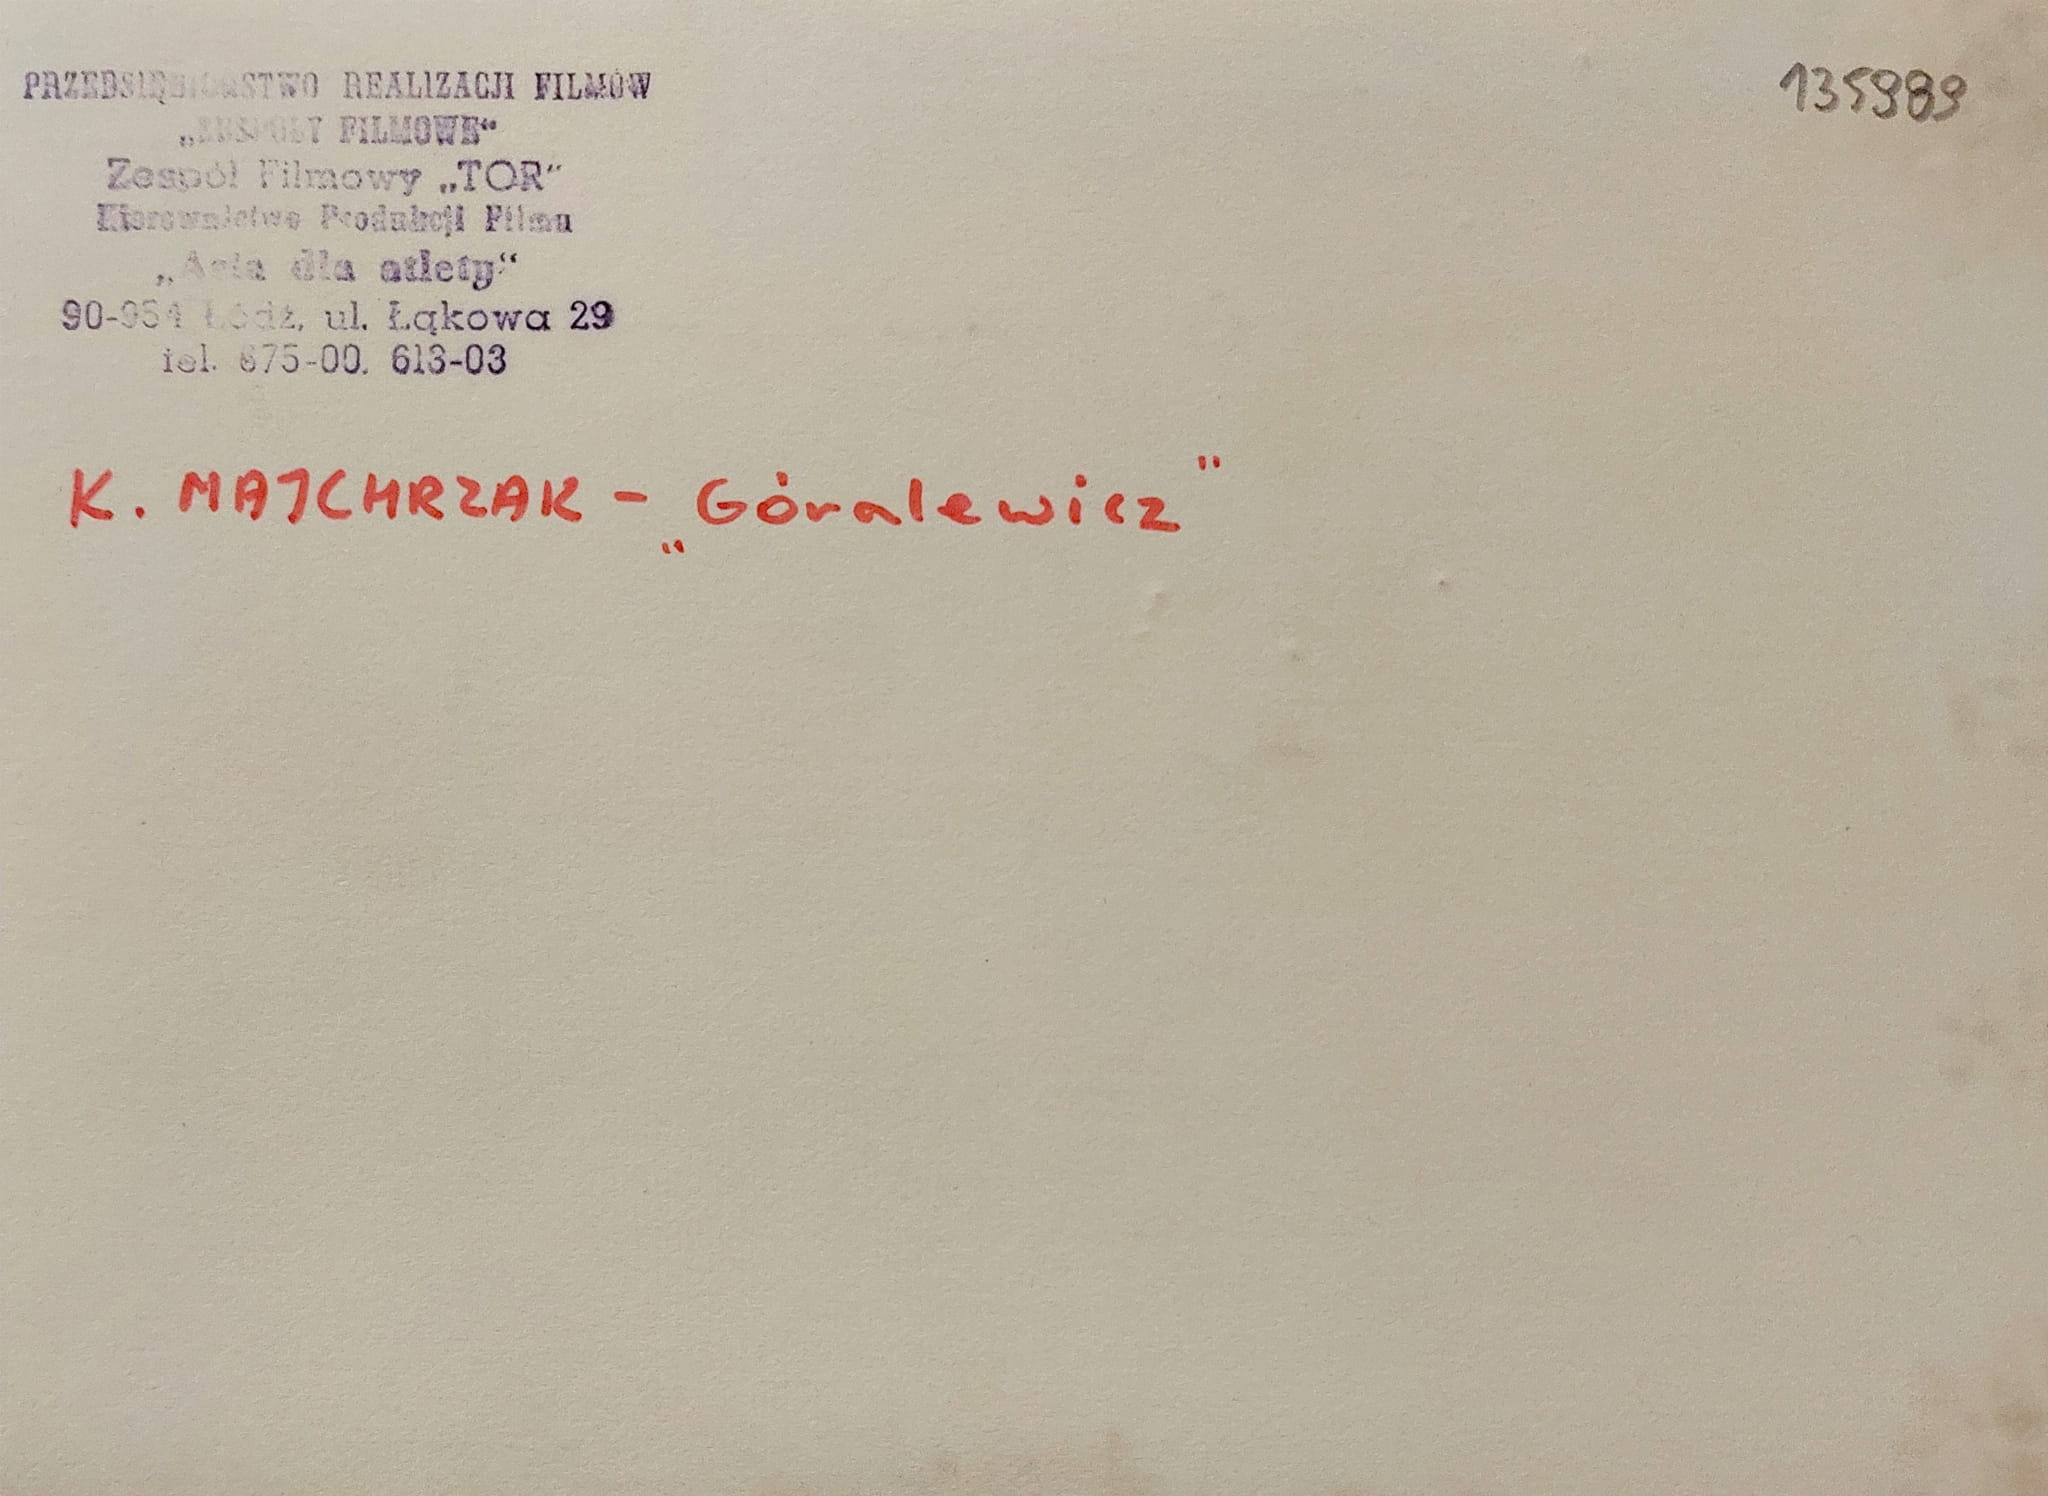 PRZEDSIĘBIORSTWO REALIZACJI FILMÓW
„ZESPOŁY FILMOWE“
Zespół Filmowy „TOR“
Kierownictwo Produkcji Filmu
„Aria dla atlety“
90-954 Łódź, ul. Łąkowa 29
tel. 675-00. 613-03
135989
K. MAJCHRZAK - „Góralewicz"